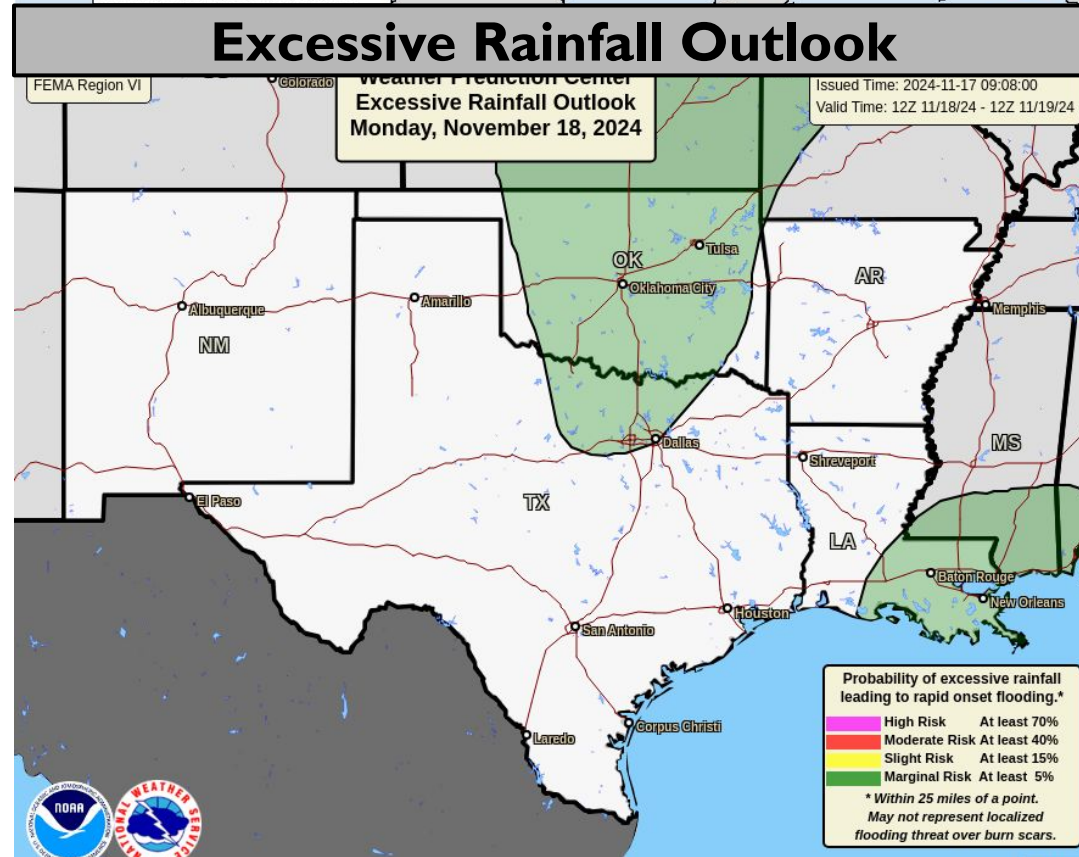 Excessive Rainfall Outlook
FEMA Region VI
Colorado
Weather Prediction Center
Excessive Rainfall Outlook
Monday, November 18, 2024
Issued Time: 2024-11-17 09:08:00
Valid Time: 12Z 11/18/24 - 12Z 11/19/24
Tulsa
OK
Oklahoma City
AR
Amarillo
Albuquerque
Memphis
NM
Dallas
MS
Shreveport
El Paso
TX
LA
Baton Rouge
New Orleans
Houston
San Antonio
Corpus Christi
Laredo
Probability of excessive rainfall
leading to rapid onset flooding.*
High Risk At least 70%
Moderate Risk At least 40%
Slight Risk At least 15%
Marginal Risk At least 5%
* Within 25 miles of a point.
May not represent localized
flooding threat over burn scars.
NOAA
NATIONAL WEATHER SERVICE